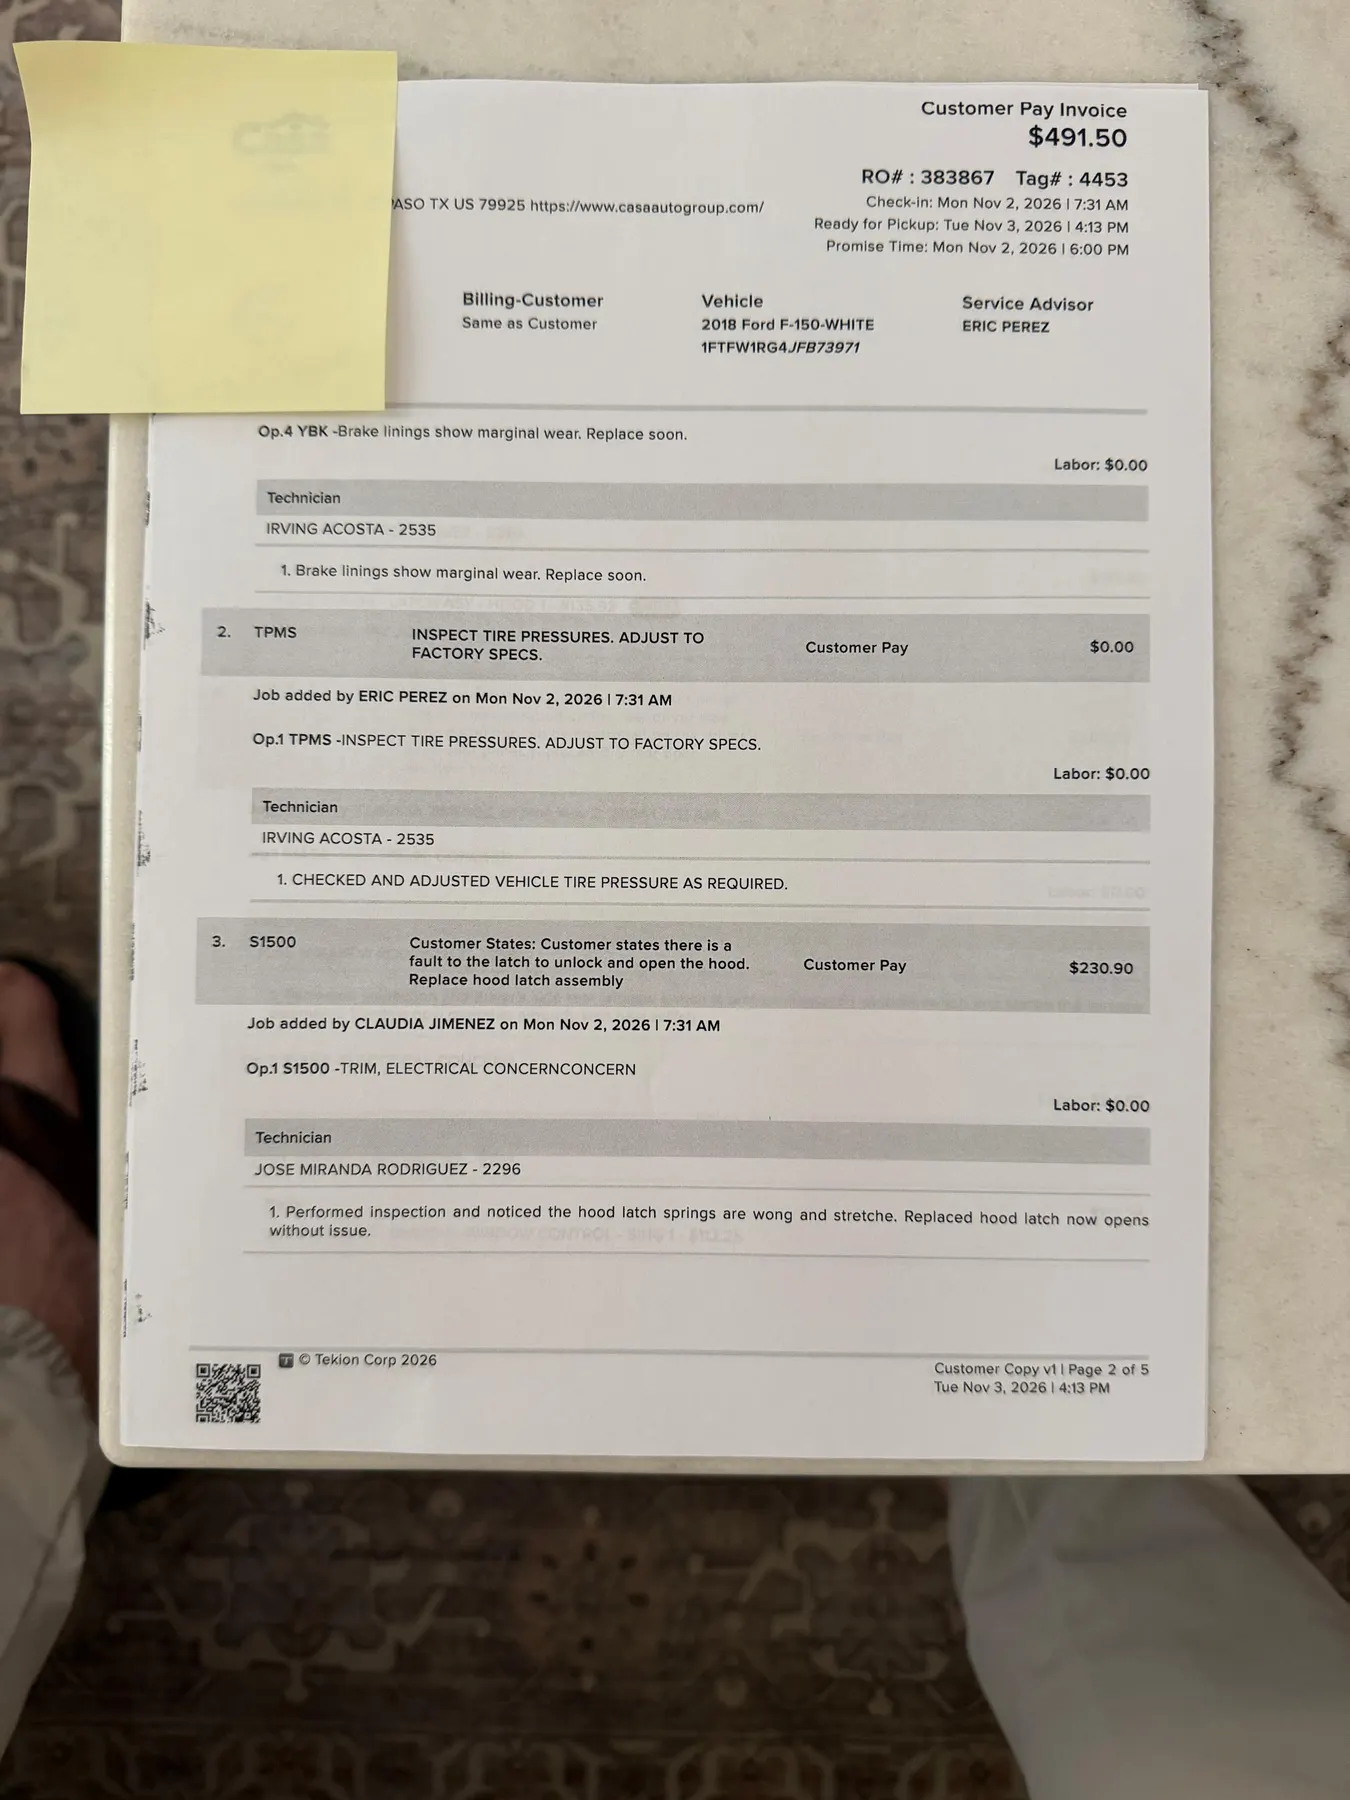 Customer Pay Invoice
$491.50
RO# : 383867 Tag# : 4453
PASO TX US 79925 https://www.casaautogroup.com/
Check-in: Mon Nov 2, 2026 | 7:31 AM
Ready for Pickup: Tue Nov 3, 2026 | 4:13 PM
Promise Time: Mon Nov 2, 2026 | 6:00 PM
Billing-Customer
Same as Customer
Vehicle
2018 Ford F-150-WHITE
1FTFW1RG4JFB73971
Service Advisor
ERIC PEREZ
Op.4 YBK -Brake linings show marginal wear. Replace soon.
Labor: $0.00
Technician
IRVING ACOSTA - 2535
1. Brake linings show marginal wear. Replace soon.
2. TPMS INSPECT TIRE PRESSURES. ADJUST TO Customer Pay $0.00
FACTORY SPECS.
Job added by ERIC PEREZ on Mon Nov 2, 2026 | 7:31 AM
Op.1 TPMS -INSPECT TIRE PRESSURES. ADJUST TO FACTORY SPECS.
Labor: $0.00
Technician
IRVING ACOSTA - 2535
1. CHECKED AND ADJUSTED VEHICLE TIRE PRESSURE AS REQUIRED.
3. S1500 Customer States: Customer states there is a
fault to the latch to unlock and open the hood. Customer Pay $230.90
Replace hood latch assembly
Job added by CLAUDIA JIMENEZ on Mon Nov 2, 2026 | 7:31 AM
Op.1 S1500 -TRIM, ELECTRICAL CONCERNCONCERN
Labor: $0.00
Technician
JOSE MIRANDA RODRIGUEZ - 2296
1. Performed inspection and noticed the hood latch springs are wong and stretche. Replaced hood latch now opens
without issue.
© Tekion Corp 2026
Customer Copy v1 | Page 2 of 5
Tue Nov 3, 2026 | 4:13 PM